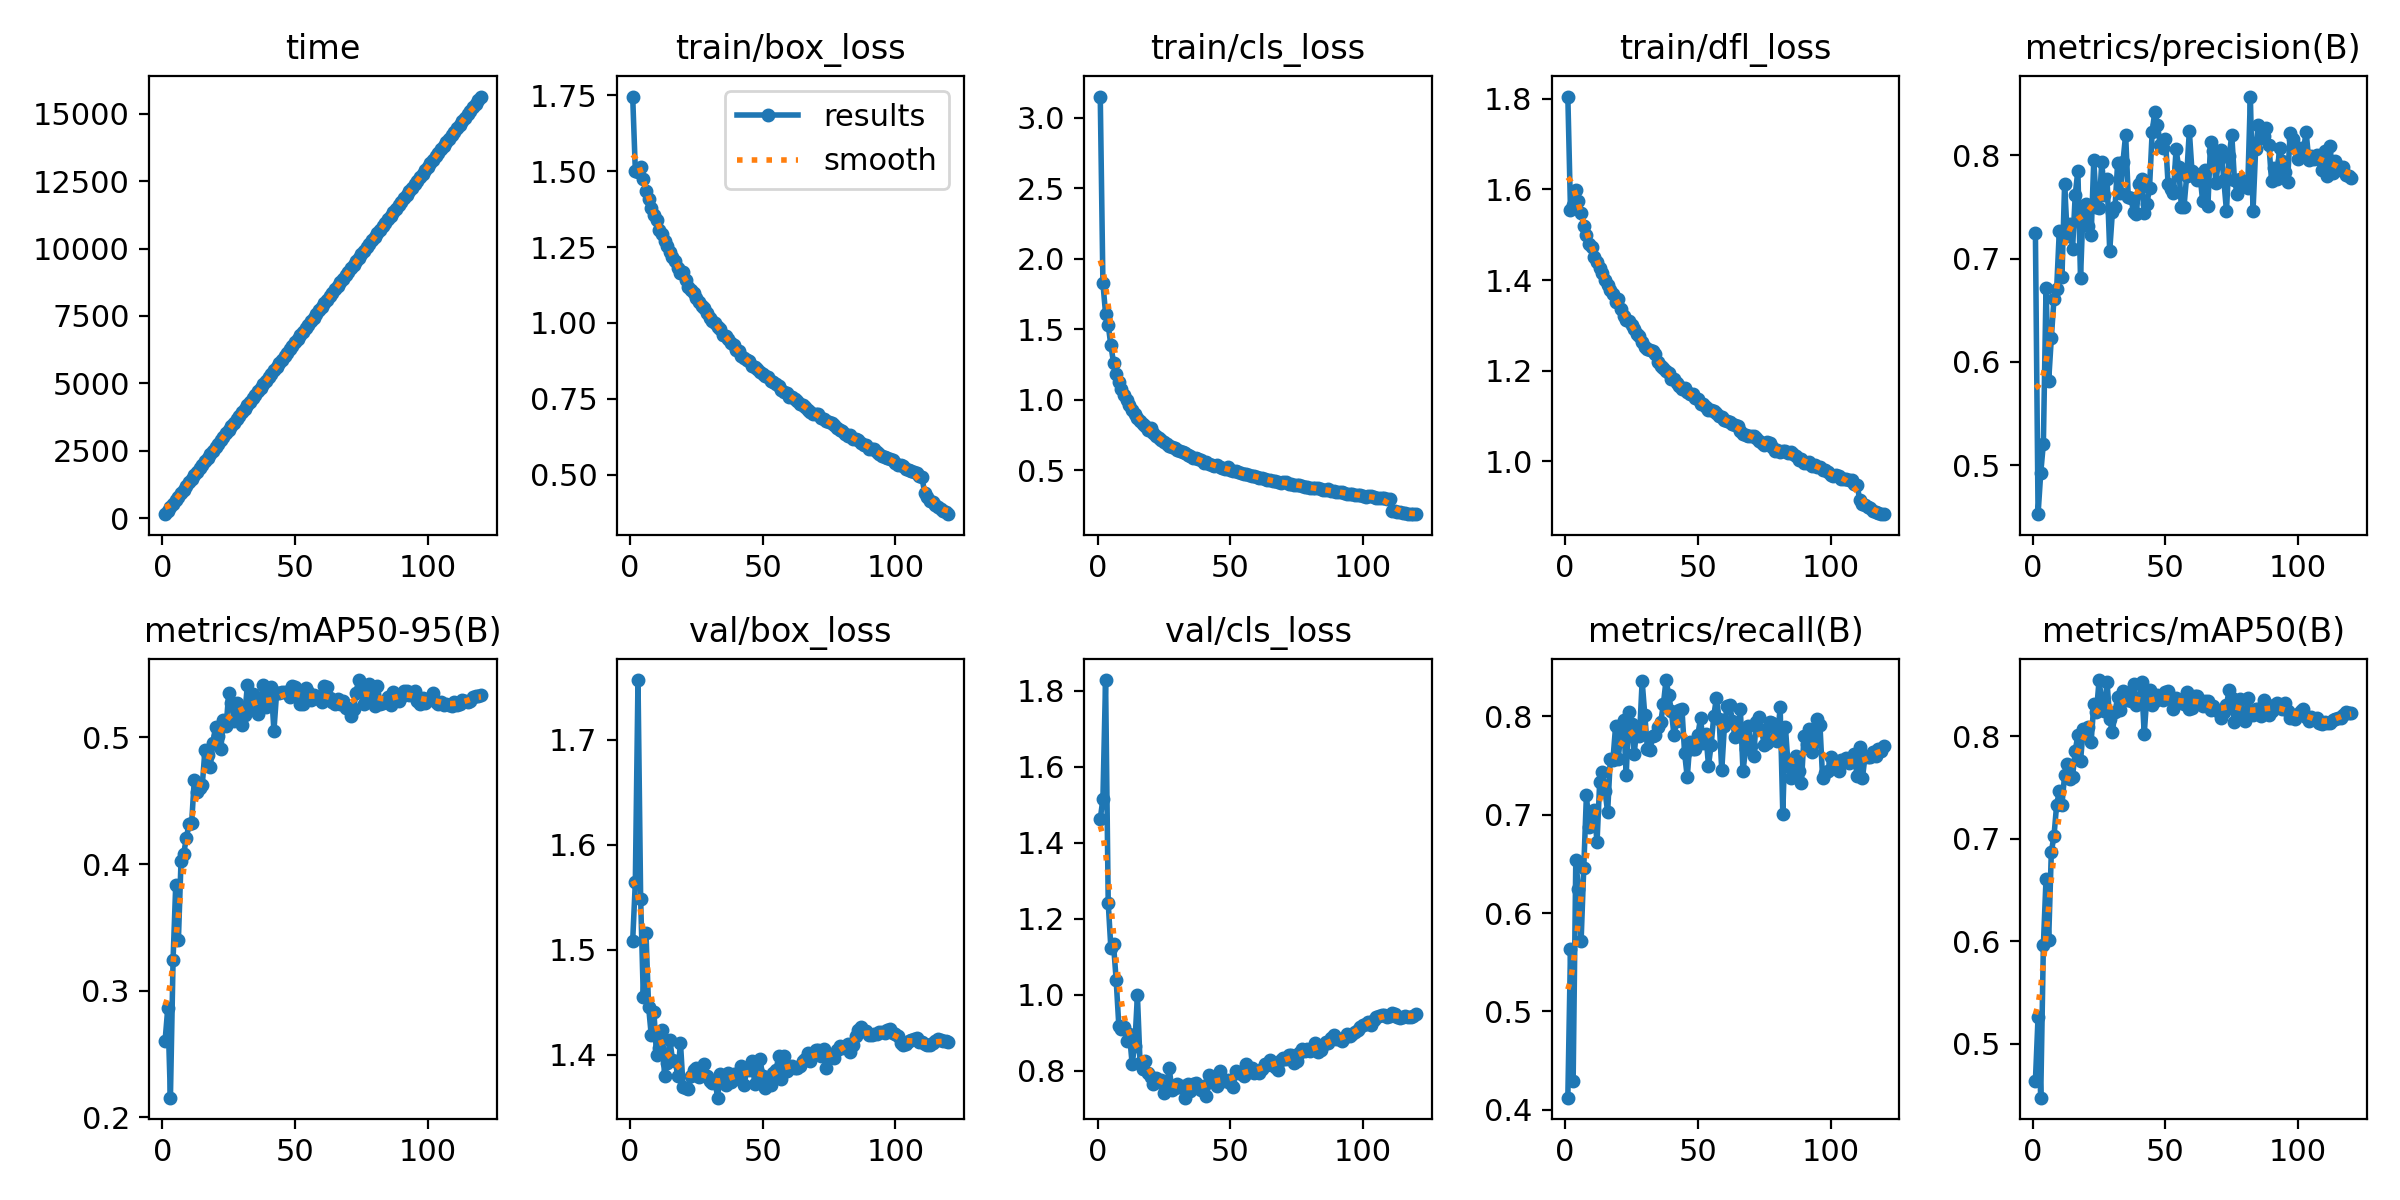 time
15000
12500
10000
7500
5000
2500
0
0 50 100
train/box_loss
results
smooth
1.75
1.50
1.25
1.00
0.75
0.50
0 50 100
train/cls_loss
3.0
2.5
2.0
1.5
1.0
0.5
0 50 100
train/dfl_loss
1.8
1.6
1.4
1.2
1.0
0 50 100
metrics/precision(B)
0.8
0.7
0.6
0.5
0 50 100
metrics/mAP50-95(B)
0.5
0.4
0.3
0.2
0 50 100
val/box_loss
1.7
1.6
1.5
1.4
0 50 100
val/cls_loss
1.8
1.6
1.4
1.2
1.0
0.8
0 50 100
metrics/recall(B)
0.8
0.7
0.6
0.5
0.4
0 50 100
metrics/mAP50(B)
0.8
0.7
0.6
0.5
0 50 100